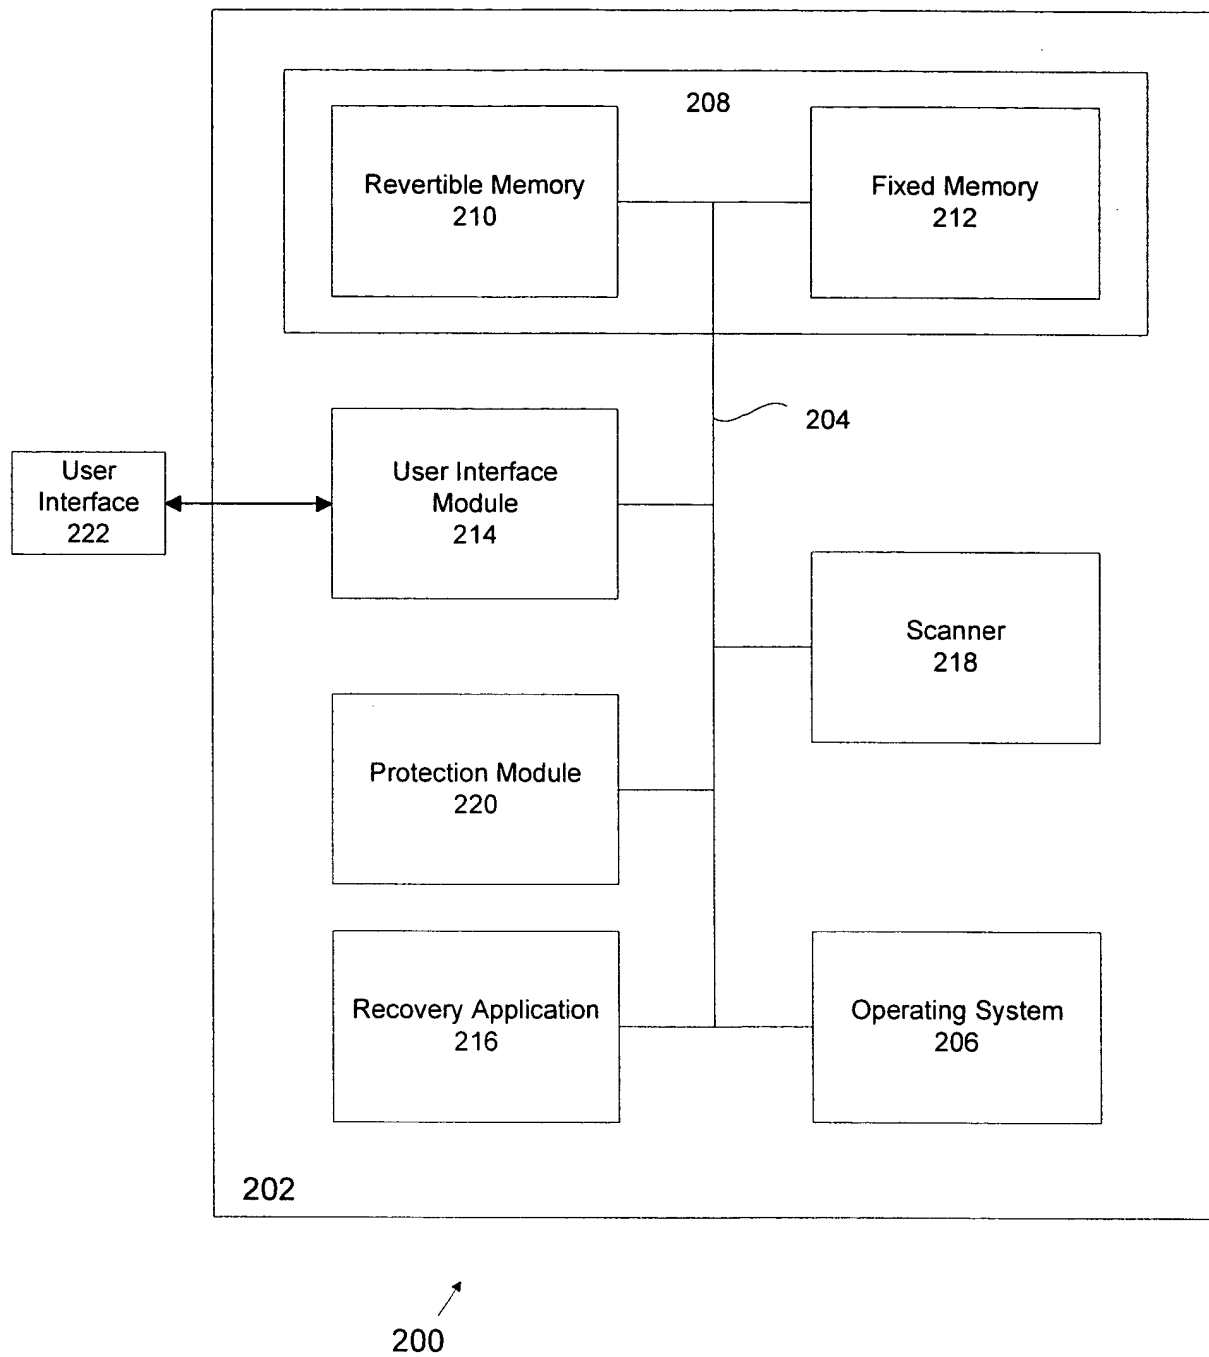 208
Revertible Memory
210
Fixed Memory
212
204
User
Interface
222
User Interface
Module
214
Scanner
218
Protection Module
220
Recovery Application
216
Operating System
206
202
200